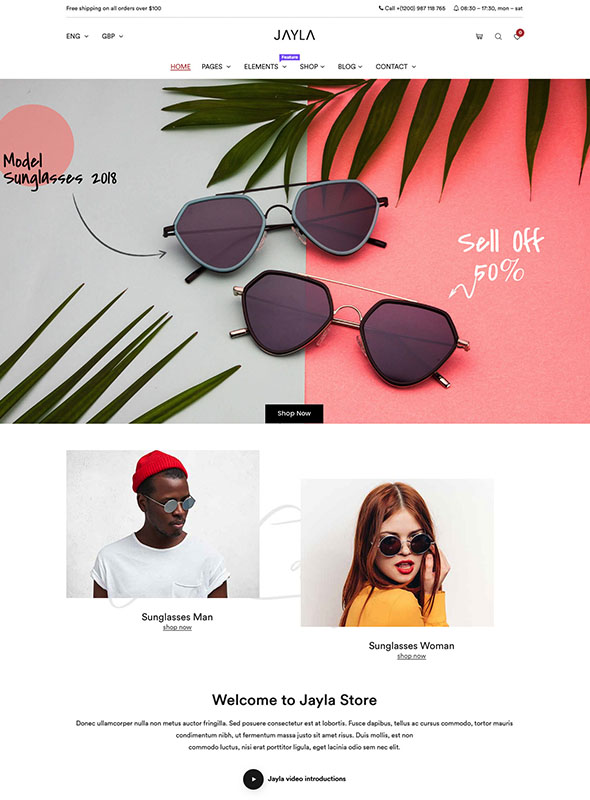 Free shipping on all orders over $100
Call +(1200) 987 118 765
08:30 – 17:30, mon – sat
ENG
GBP
JAYLA
0
Feature
HOME
PAGES
ELEMENTS
SHOP
BLOG
CONTACT
Model
Sunglasses 2018
Sell Off
50%
Shop Now
Sunglasses Man
shop now
Sunglasses Woman
shop now
Welcome to Jayla Store
Donec ullamcorper nulla non metus auctor fringilla. Sed posuere consectetur est at lobortis. Fusce dapibus, tellus ac cursus commodo, tortor mauris
condimentum nibh, ut fermentum massa justo sit amet risus. Duis mollis, est non
commodo luctus, nisi erat porttitor ligula, eget lacinia odio sem nec elit.
Jayla video introductions